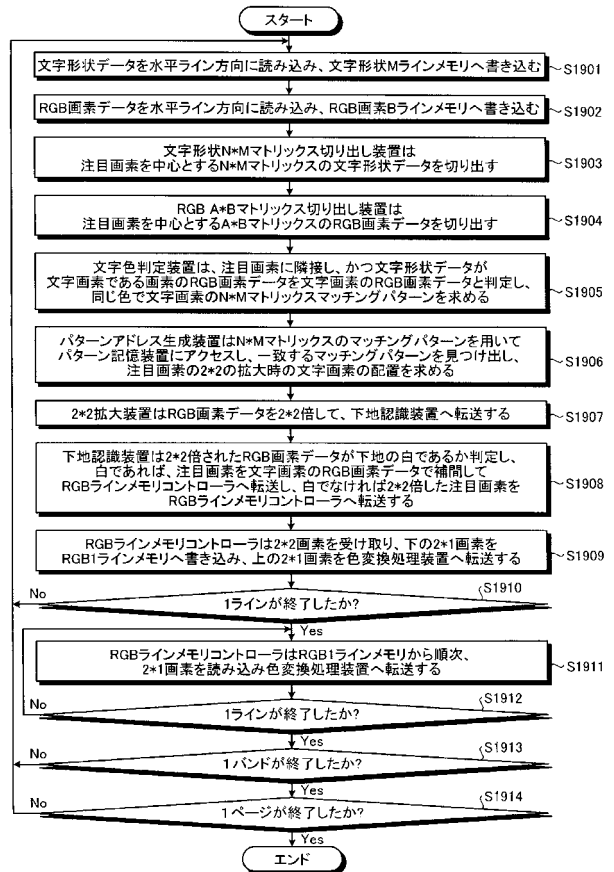 スタート
文字形状データを水平ライン方向に読み込み、文字形状Mラインメモリへ書き込む
S1901
RGB画素データを水平ライン方向に読み込み、RGB画素Bラインメモリへ書き込む
S1902
文字形状N*Mマトリックス切り出し装置は
注目画素を中心とするN*Mマトリックスの文字形状データを切り出す
S1903
RGB A*Bマトリックス切り出し装置は
注目画素を中心とするA*BマトリックスのRGB画素データを切り出す
S1904
文字色判定装置は、注目画素に隣接し、かつ文字形状データが
文字画素である画素のRGB画素データを文字画素のRGB画素データと判定し、
同じ色で文字画素のN*Mマトリックスマッチングパターンを求める
S1905
パターンアドレス生成装置はN*Mマトリックスのマッチングパターンを用いて
パターン記憶装置にアクセスし、一致するマッチングパターンを見つけ出し、
注目画素の2*2の拡大時の文字画素の配置を求める
S1906
2*2拡大装置はRGB画素データを2*2倍して、下地認識装置へ転送する
S1907
下地認識装置は2*2倍されたRGB画素データが下地の白であるか判定し、
白であれば、注目画素を文字画素のRGB画素データで補間して
RGBラインメモリコントローラへ転送し、白でなければ2*2倍した注目画素を
RGBラインメモリコントローラへ転送する
S1908
RGBラインメモリコントローラは2*2画素を受け取り、下の2*1画素を
RGB1ラインメモリへ書き込み、上の2*1画素を色変換処理装置へ転送する
S1909
No
1ラインが終了したか?
S1910
Yes
RGBラインメモリコントローラはRGB1ラインメモリから順次、
2*1画素を読み込み色変換処理装置へ転送する
S1911
No
1ラインが終了したか?
S1912
Yes
No
1バンドが終了したか?
S1913
Yes
No
1ページが終了したか?
S1914
Yes
エンド